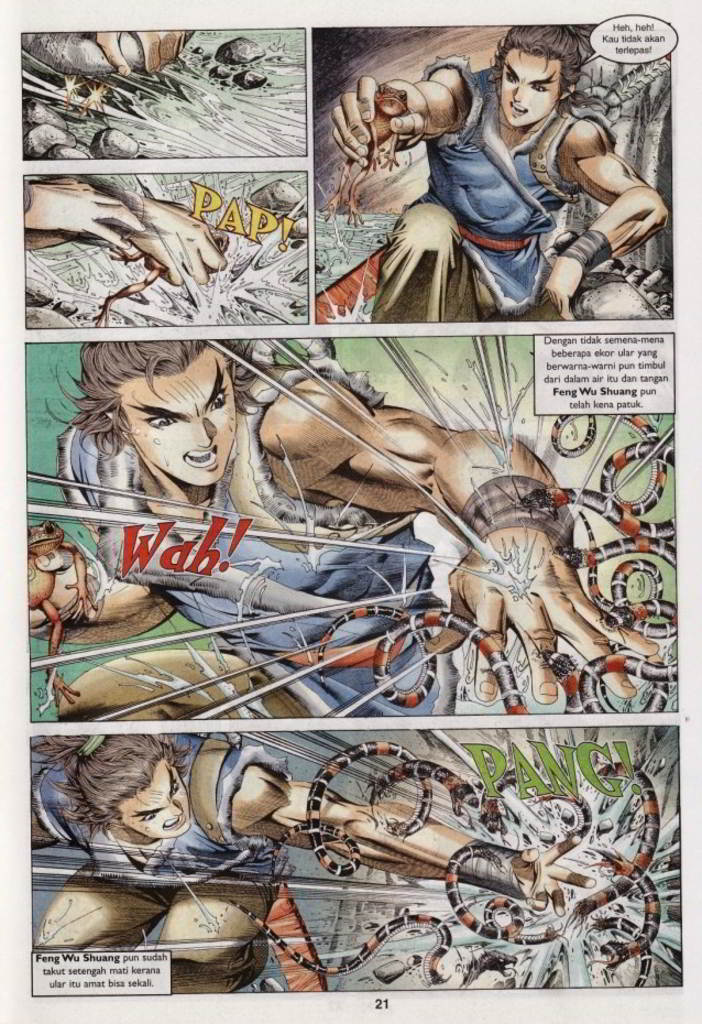 Heh, heh!
Kau tidak akan
terlepas!
PAP!
Dengan tidak semena-mena
beberapa ekor ular yang
berwarna-warni pun timbul
dari dalam air itu dan tangan
Feng Wu Shuang pun
telah kena patuk.
Wah!
PANG!
Feng Wu Shuang pun sudah
takut setengah mati kerana
ular itu amat bisa sekali.
21